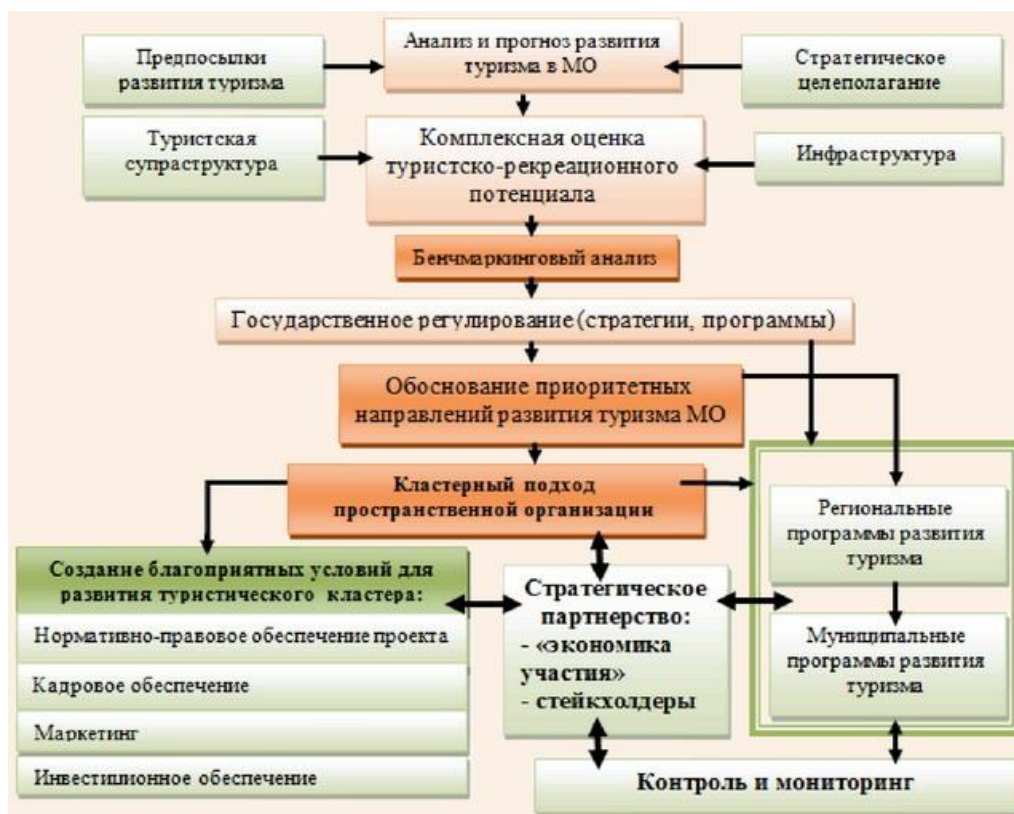 Предпосылки
развития туризма
Анализ и прогноз развития
туризма в МО
Стратегическое
целеполагание
Туристская
супраструктура
Комплексная оценка
туристско-рекреационного
потенциала
Инфраструктура
Бенчмаркинговый анализ
Государственное регулирование (стратегии, программы)
Обоснование приоритетных
направлений развития туризма МО
Кластерный подход
пространственной организации
Региональные
программы развития
туризма
Создание благоприятных условий для
развития туристического кластера:
Нормативно-правовое обеспечение проекта
Кадровое обеспечение
Маркетинг
Инвестиционное обеспечение
Стратегическое
партнерство:
- «экономика
участия»
- стейкхолдеры
Муниципальные
программы развития
туризма
Контроль и мониторинг